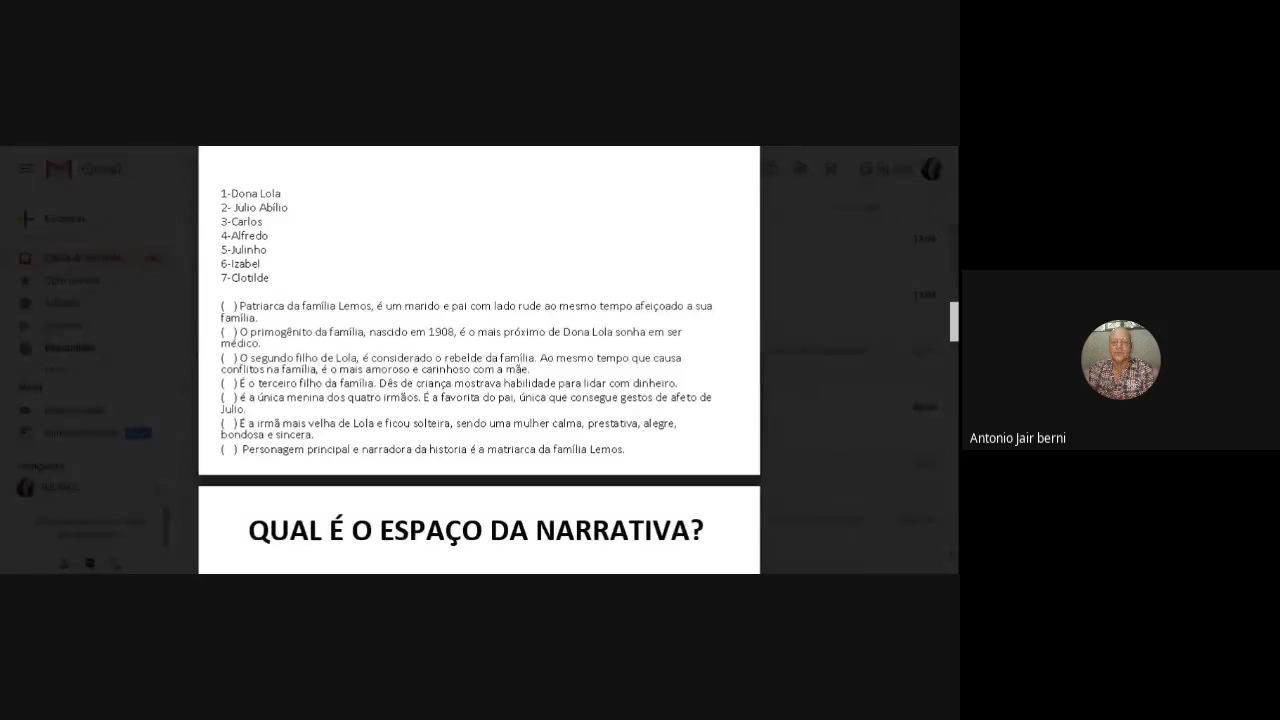 1-Dona Lola
2- Julio Abílio
3-Carlos
4-Alfredo
5-Julinho
6-Izabel
7-Clotilde
( ) Patriarca da família Lemos, é um marido e pai com lado rude ao mesmo tempo afeiçoado a sua
família.
( ) O primogênito da família, nascido em 1908, é o mais próximo de Dona Lola sonha em ser
médico.
( ) O segundo filho de Lola, é considerado o rebelde da família. Ao mesmo tempo que causa
conflitos na família, é o mais amoroso e carinhoso com a mãe.
( ) É o terceiro filho da família. Dês de criança mostrava habilidade para lidar com dinheiro.
( ) é a única menina dos quatro irmãos. É a favorita do pai, única que consegue gestos de afeto de
Julio.
( ) É a irmã mais velha de Lola e ficou solteira, sendo uma mulher calma, prestativa, alegre,
bondosa e sincera.
( ) Personagem principal e narradora da historia é a matriarca da família Lemos.
QUAL É O ESPAÇO DA NARRATIVA?
Antonio Jair berni